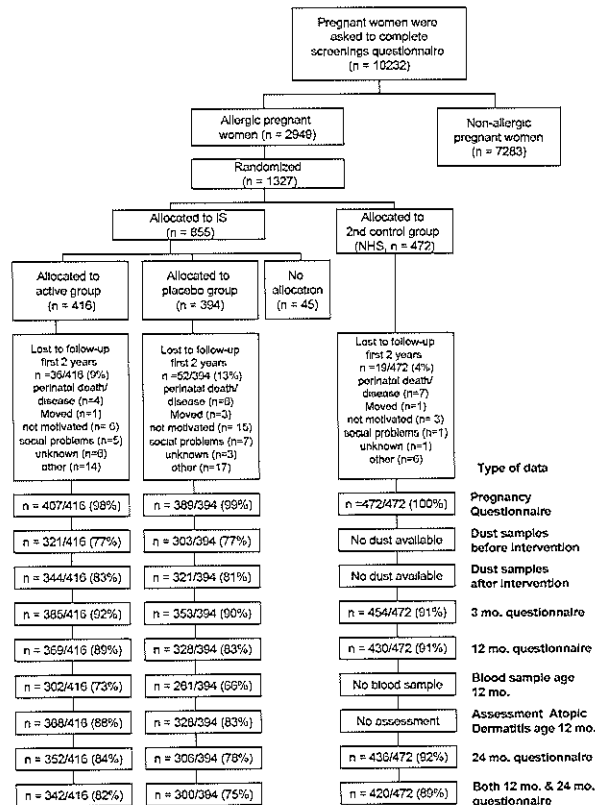 Pregnant women were
asked to complete
screenings questionnaire
(n = 10232)
Allergic pregnant
women (n = 2949)
Non-allergic
pregnant women
(n = 7283)
Randomized
(n = 1327)
Allocated to IS
(n = 855)
Allocated to
2nd control group
(NHS, n = 472)
Allocated to
active group
(n = 416)
Allocated to
placebo group
(n = 394)
No
allocation
(n = 45)
Lost to follow-up
first 2 years
n =36/416 (9%)
perinatal death/
disease (n=4)
Moved (n=1)
not motivated (n= 6)
social problems (n=5)
unknown (n=6)
other (n=14)
Lost to follow-up
first 2 years
n =52/394 (13%)
perinatal death/
disease (n=6)
Moved (n=3)
not motivated (n= 15)
social problems (n=7)
unknown (n=3)
other (n=17)
Lost to follow-up
first 2 years
n =19/472 (4%)
perinatal death/
disease (n=7)
Moved (n=1)
not motivated (n= 3)
social problems (n=1)
unknown (n=1)
other (n=6)
Type of data
n = 407/416 (98%)
n = 389/394 (99%)
n =472/472 (100%)
Pregnancy
Questionnaire
n = 321/416 (77%)
n = 303/394 (77%)
No dust available
Dust samples
before intervention
n = 344/416 (83%)
n = 321/394 (81%)
No dust available
Dust samples
after intervention
n = 385/416 (92%)
n = 353/394 (90%)
n = 454/472 (91%)
3 mo. questionnaire
n = 369/416 (89%)
n = 328/394 (83%)
n = 430/472 (91%)
12 mo. questionnaire
n = 302/416 (73%)
n = 261/394 (66%)
No blood sample
Blood sample age
12 mo.
n = 368/416 (88%)
n = 328/394 (83%)
No assessment
Assessment Atopic
Dermatitis age 12 mo.
n = 352/416 (84%)
n = 306/394 (78%)
n = 436/472 (92%)
24 mo. questionnaire
n = 342/416 (82%)
n = 300/394 (75%)
n = 420/472 (89%)
Both 12 mo. & 24 mo.
questionnaire